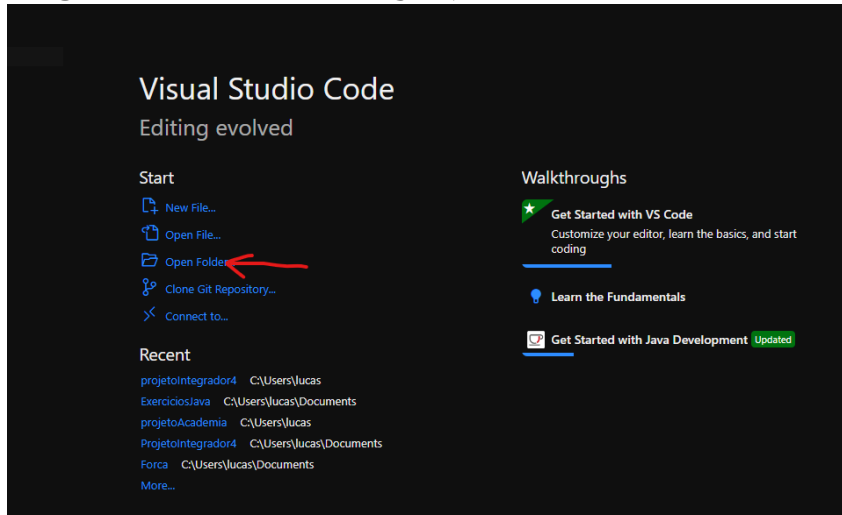 Visual Studio Code
Editing evolved
Start
New File...
Open File...
Open Folder
Clone Git Repository...
Connect to...
Recent
projetoIntegrador4 C:\Users\lucas
ExerciciosJava C:\Users\lucas\Documents
projetoAcademia C:\Users\lucas
ProjetoIntegrador4 C:\Users\lucas\Documents
Forca C:\Users\lucas\Documents
More...
Walkthroughs
Get Started with VS Code
Customize your editor, learn the basics, and start
coding
Learn the Fundamentals
Get Started with Java Development Updated